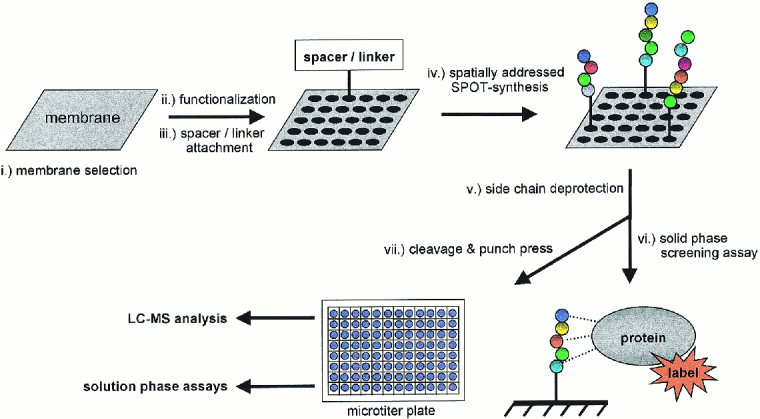 membrane
i.) membrane selection
ii.) functionalization
iii.) spacer / linker
attachment
spacer / linker
iv.) spatially addressed
SPOT-synthesis
v.) side chain deprotection
vii.) cleavage & punch press
vi.) solid phase
screening assay
LC-MS analysis
solution phase assays
microtiter plate
protein
label